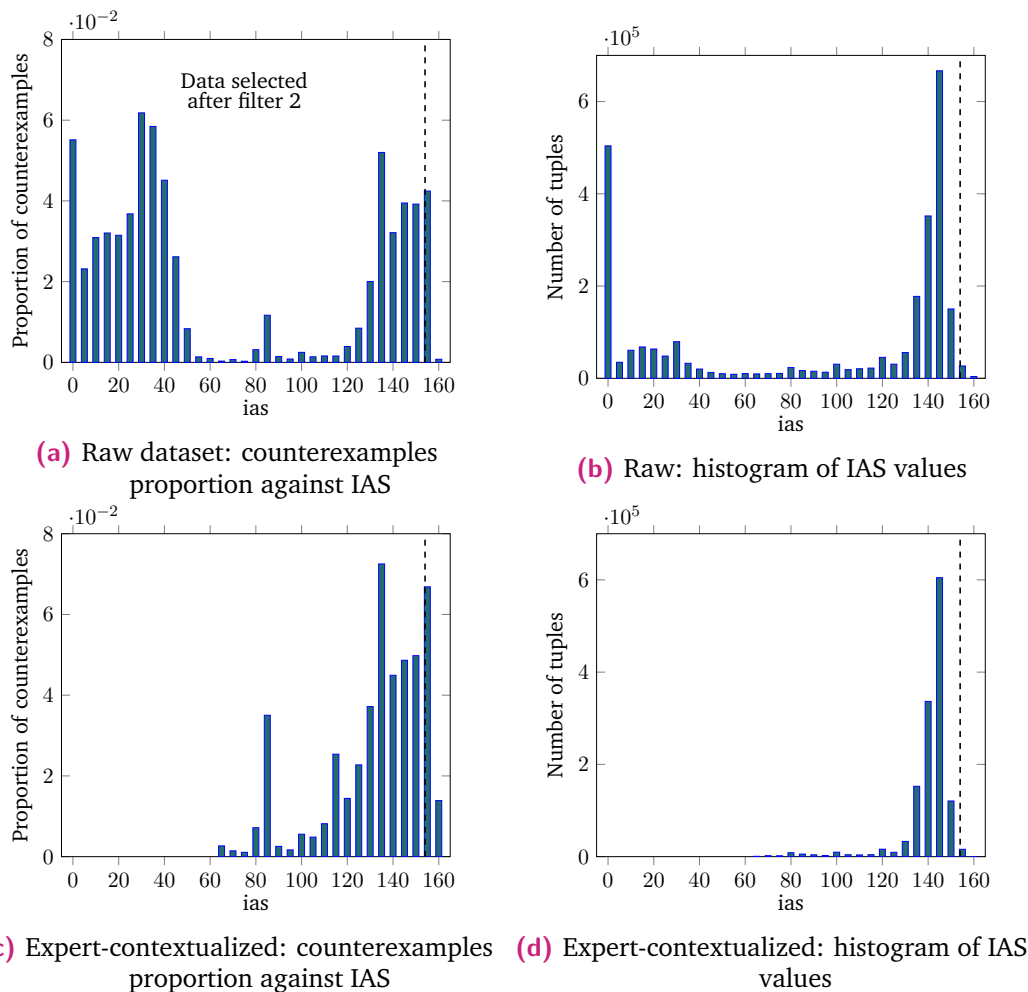 ·10⁻²
8
6
4
2
0
Proportion of counterexamples
Data selected
after filter 2
0 20 40 60 80 100 120 140 160
ias
(a) Raw dataset: counterexamples
proportion against IAS
·10⁵
6
4
2
0
Number of tuples
0 20 40 60 80 100 120 140 160
ias
(b) Raw: histogram of IAS values
·10⁻²
8
6
4
2
0
Proportion of counterexamples
0 20 40 60 80 100 120 140 160
ias
c) Expert-contextualized: counterexamples
proportion against IAS
·10⁵
6
4
2
0
Number of tuples
0 20 40 60 80 100 120 140 160
ias
(d) Expert-contextualized: histogram of IAS
values